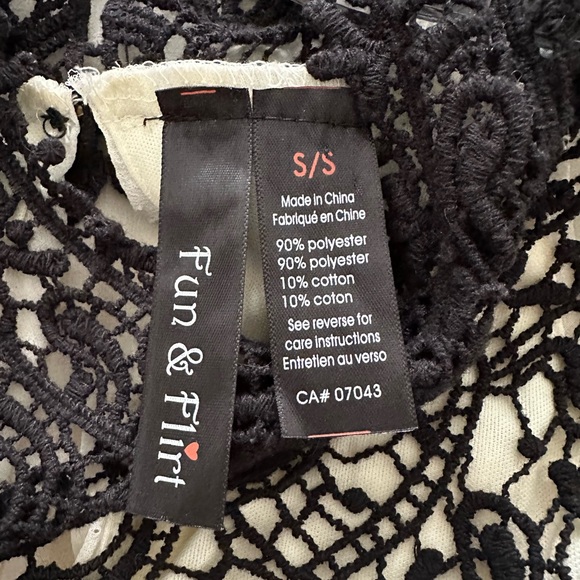 Fun & Flirt
S/S
Made in China
Fabriqué en Chine
90% polyester
90% polyester
10% cotton
10% coton
See reverse for
care instructions
Entretien au verso
CA# 07043